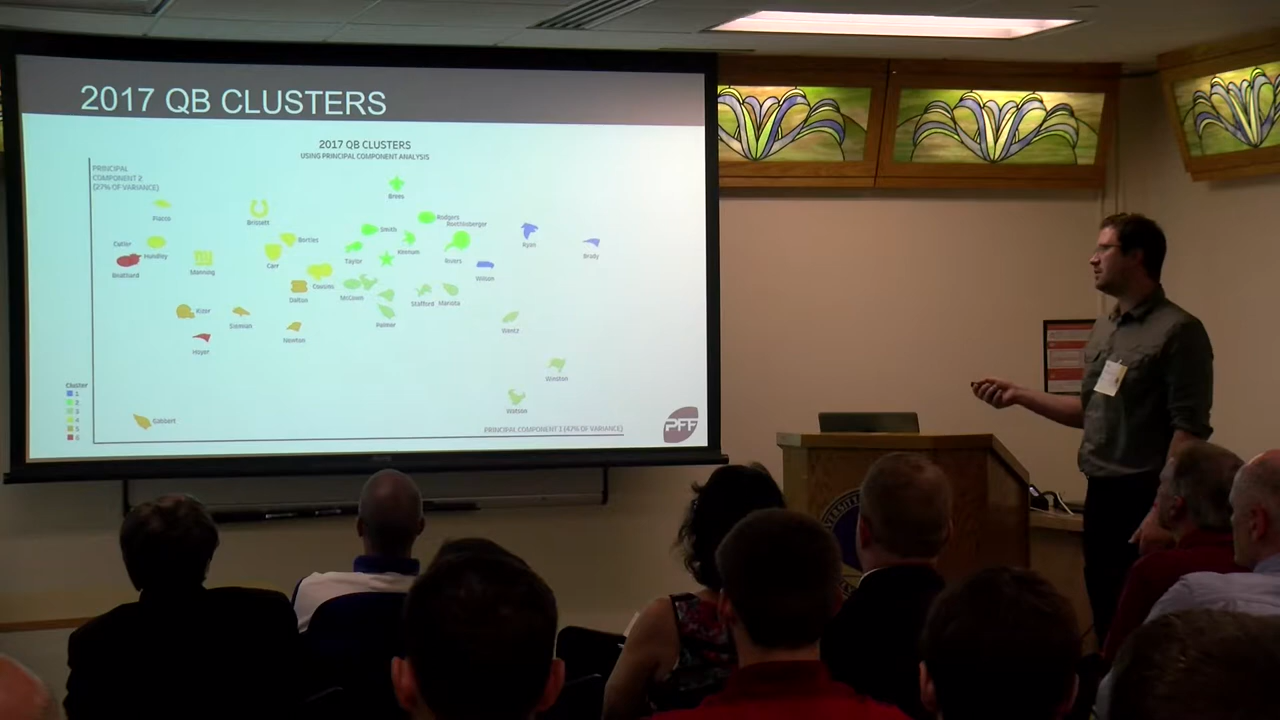 2017 QB CLUSTERS
2017 QB CLUSTERS
USING PRINCIPAL COMPONENT ANALYSIS
PRINCIPAL
COMPONENT 2
(27% OF VARIANCE)
Brees
Flacco
Brissett
Rodgers
Roethlisberger
Smith
Ryan
Brady
Cutler
Hundley
Bortles
Keenum
Taylor
Rivers
Beathard
Manning
Carr
Wilson
Cousins
Dalton
McCown
Stafford
Mariota
Kizer
Siemian
Palmer
Wentz
Newton
Hoyer
Winston
Cluster
1
2
3
4
5
6
Watson
Gabbert
PRINCIPAL COMPONENT 1 (47% OF VARIANCE)
PFF